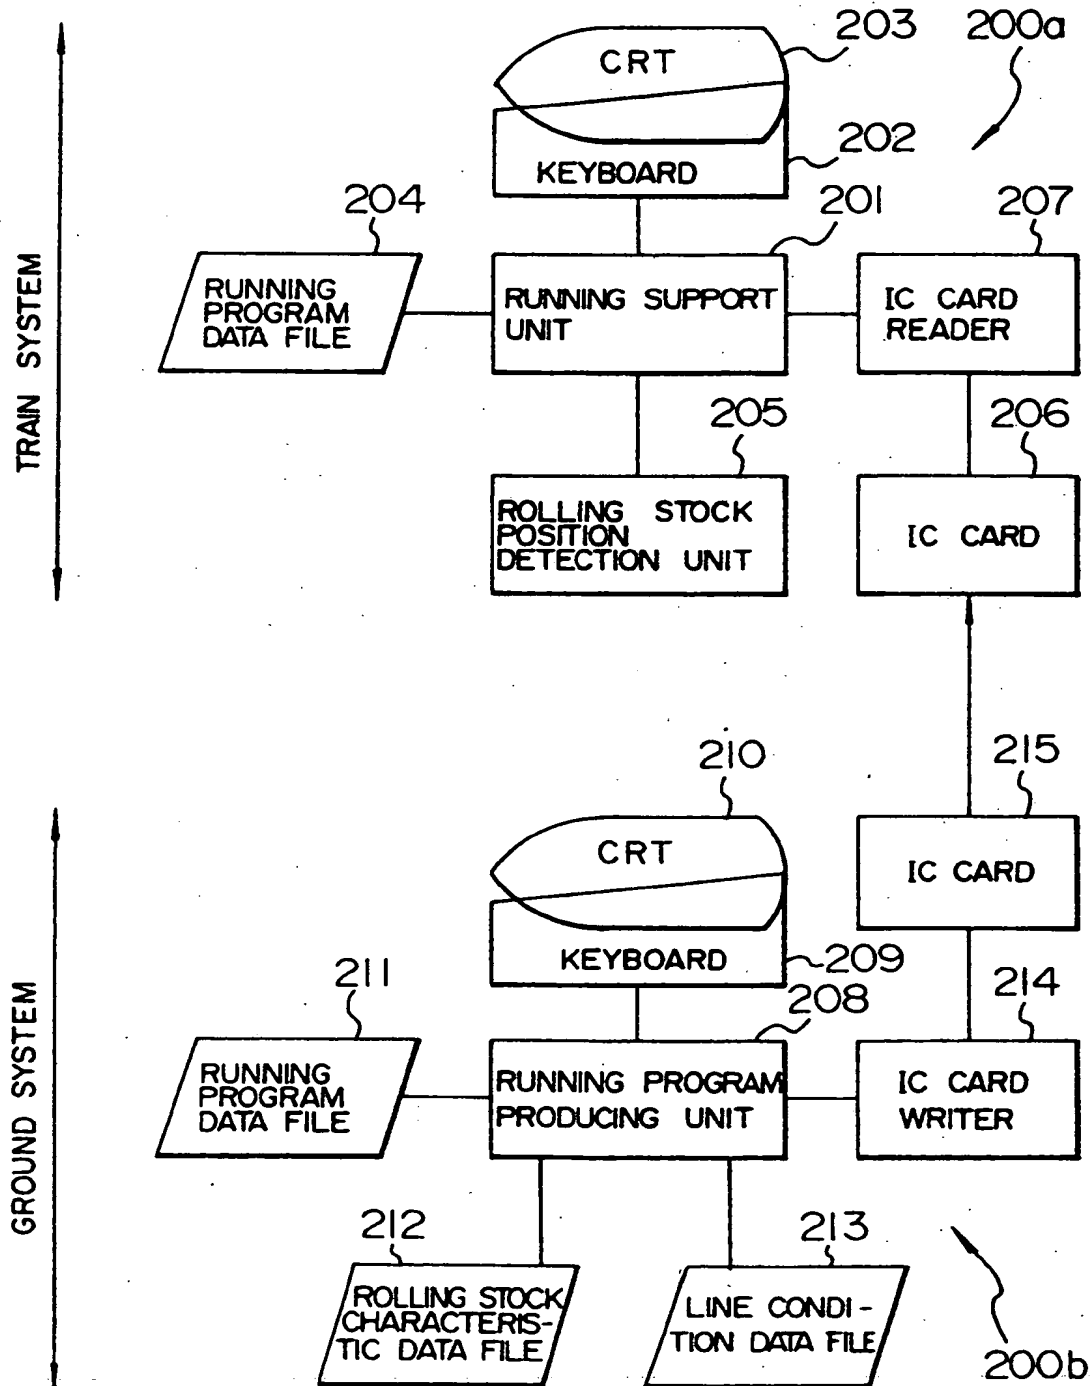 203
200a
CRT
202
KEYBOARD
204
201
207
TRAIN SYSTEM
RUNNING
PROGRAM
DATA FILE
RUNNING SUPPORT
UNIT
IC CARD
READER
205
206
ROLLING STOCK
POSITION
DETECTION UNIT
IC CARD
210
215
CRT
IC CARD
KEYBOARD
209
211
208
214
GROUND SYSTEM
RUNNING
PROGRAM
DATA FILE
RUNNING PROGRAM
PRODUCING UNIT
IC CARD
WRITER
212
213
ROLLING STOCK
CHARACTERIS-
TIC DATA FILE
LINE CONDI-
TION DATA FILE
200b